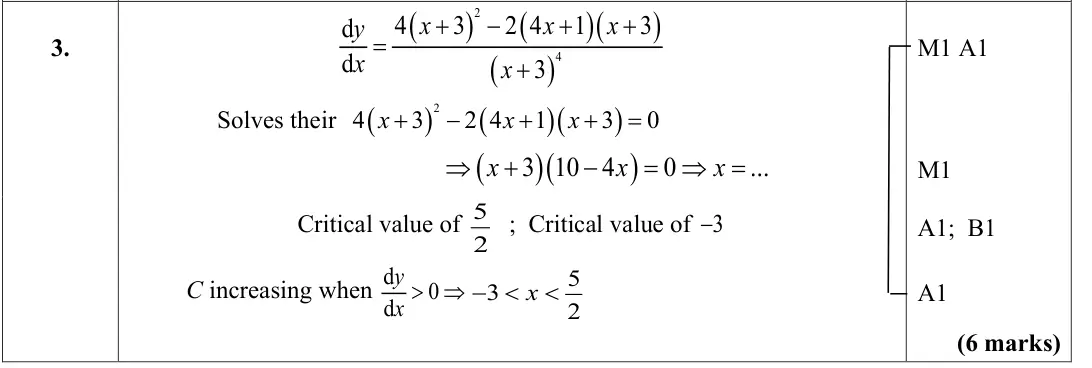 3. dy/dx = (4(x+3)² − 2(4x+1)(x+3))/(x+3)⁴ M1 A1
Solves their 4(x+3)² − 2(4x+1)(x+3) = 0
⇒ (x+3)(10−4x) = 0 ⇒ x = ... M1
Critical value of 5/2 ; Critical value of −3 A1; B1
C increasing when dy/dx > 0 ⇒ −3 < x < 5/2 A1
(6 marks)